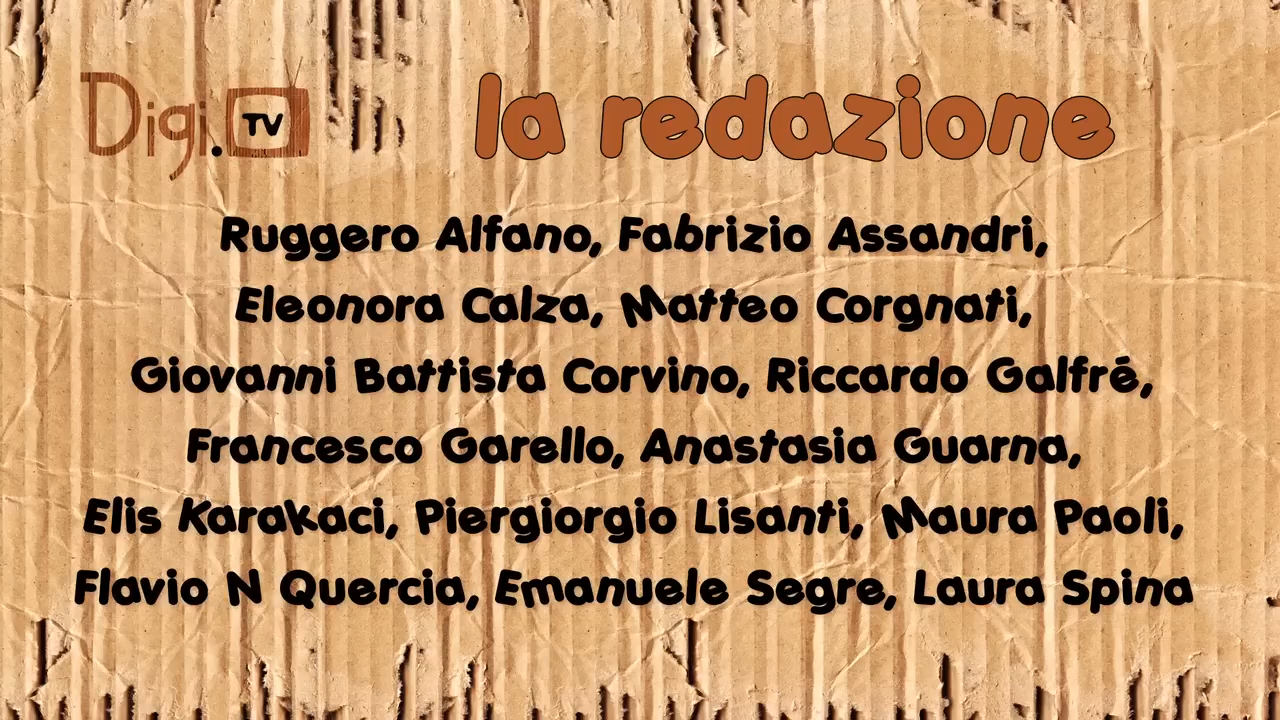 Digi.TV
la redazione
Ruggero Alfano, Fabrizio Assandri,
Eleonora Calza, Matteo Corgnati,
Giovanni Battista Corvino, Riccardo Galfré,
Francesco Garello, Anastasia Guarna,
Elis Karakaci, Piergiorgio Lisanti, Maura Paoli,
Flavio N Quercia, Emanuele Segre, Laura Spina